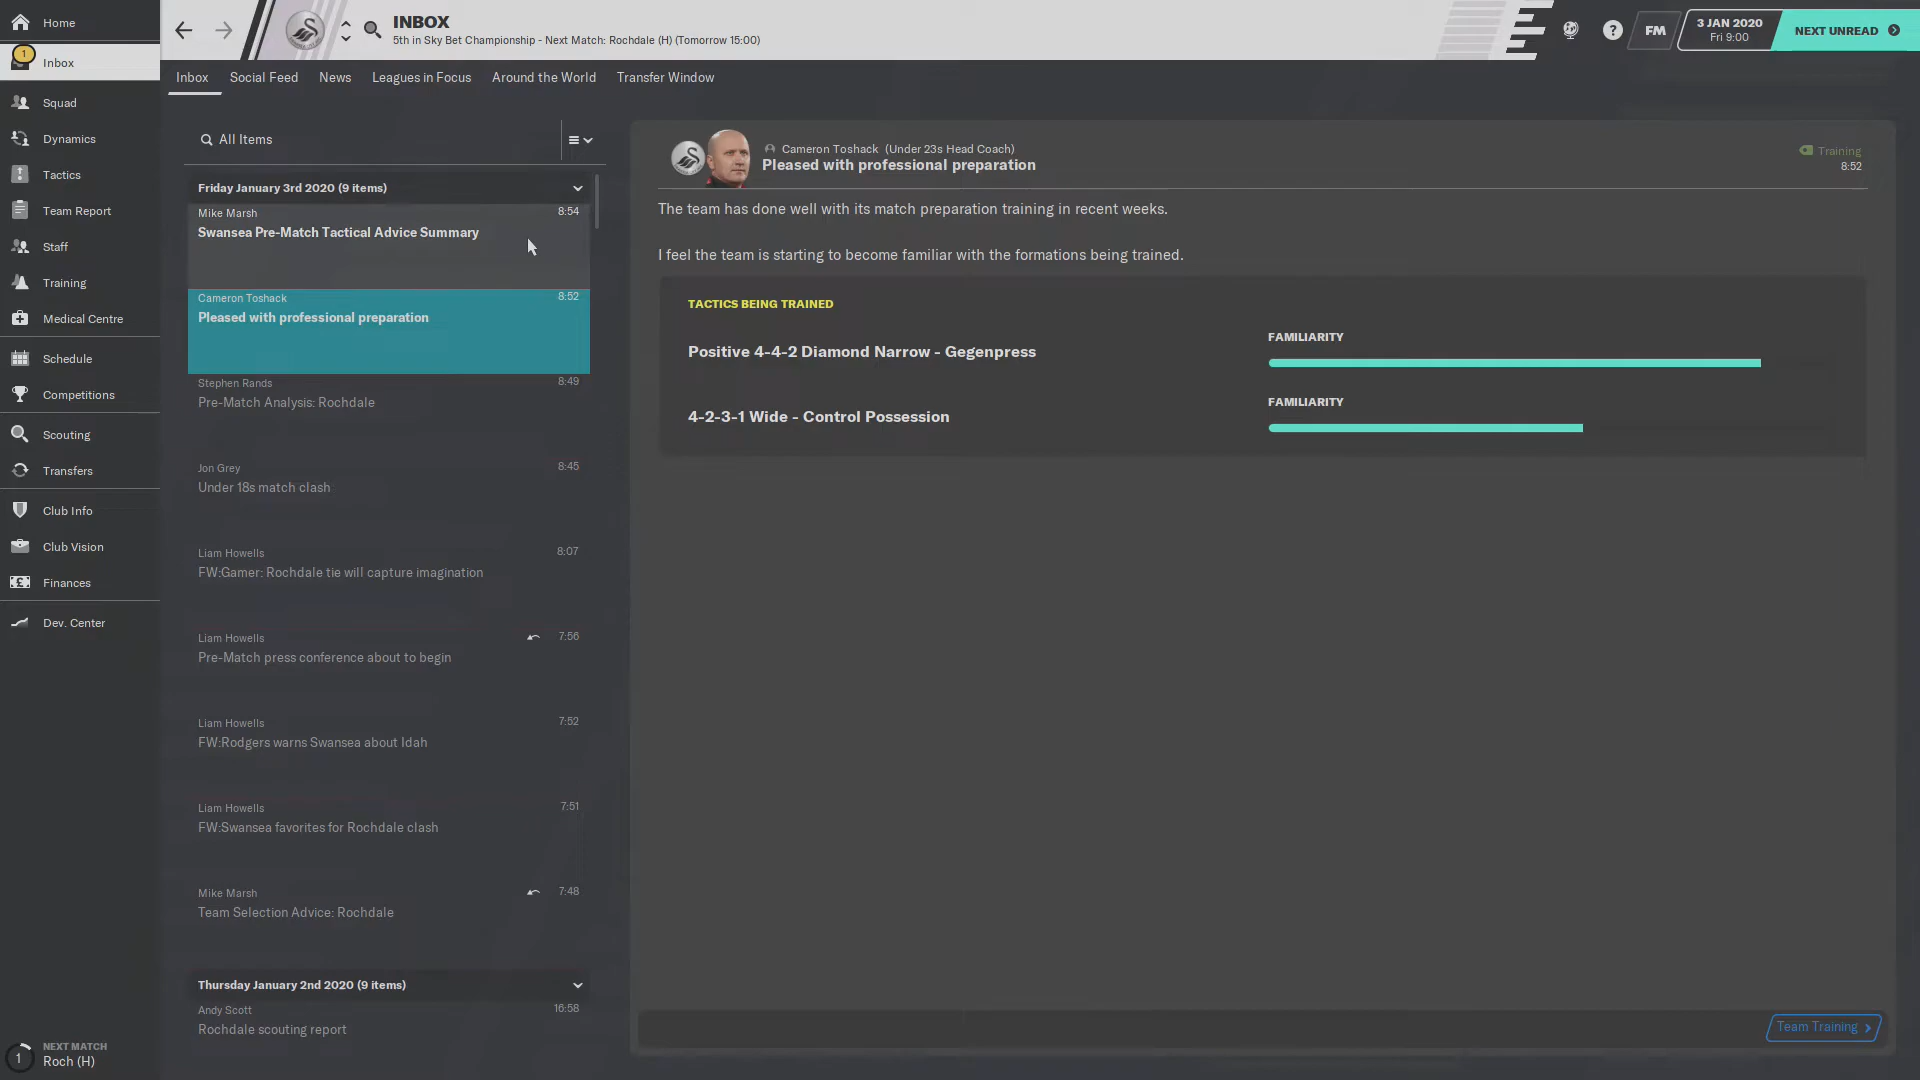 Home
1
Inbox
Squad
Dynamics
Tactics
Team Report
Staff
Training
Medical Centre
Schedule
Competitions
Scouting
Transfers
Club Info
Club Vision
Finances
Dev. Center
1
NEXT MATCH
Roch (H)
INBOX
5th in Sky Bet Championship - Next Match: Rochdale (H) (Tomorrow 15:00)
?
FM
3 JAN 2020
Fri 9:00
NEXT UNREAD
Inbox Social Feed News Leagues in Focus Around the World Transfer Window
All Items
Friday January 3rd 2020 (9 items)
Mike Marsh 8:54
Swansea Pre-Match Tactical Advice Summary
Cameron Toshack 8:52
Pleased with professional preparation
Stephen Rands 8:49
Pre-Match Analysis: Rochdale
Jon Grey 8:45
Under 18s match clash
Liam Howells 8:07
FW:Gamer: Rochdale tie will capture imagination
Liam Howells 7:56
Pre-Match press conference about to begin
Liam Howells 7:52
FW:Rodgers warns Swansea about Idah
Liam Howells 7:51
FW:Swansea favorites for Rochdale clash
Mike Marsh 7:48
Team Selection Advice: Rochdale
Thursday January 2nd 2020 (9 items)
Andy Scott 16:58
Rochdale scouting report
Cameron Toshack (Under 23s Head Coach)
Pleased with professional preparation
Training
8:52
The team has done well with its match preparation training in recent weeks.
I feel the team is starting to become familiar with the formations being trained.
TACTICS BEING TRAINED
FAMILIARITY
Positive 4-4-2 Diamond Narrow - Gegenpress
FAMILIARITY
4-2-3-1 Wide - Control Possession
Team Training